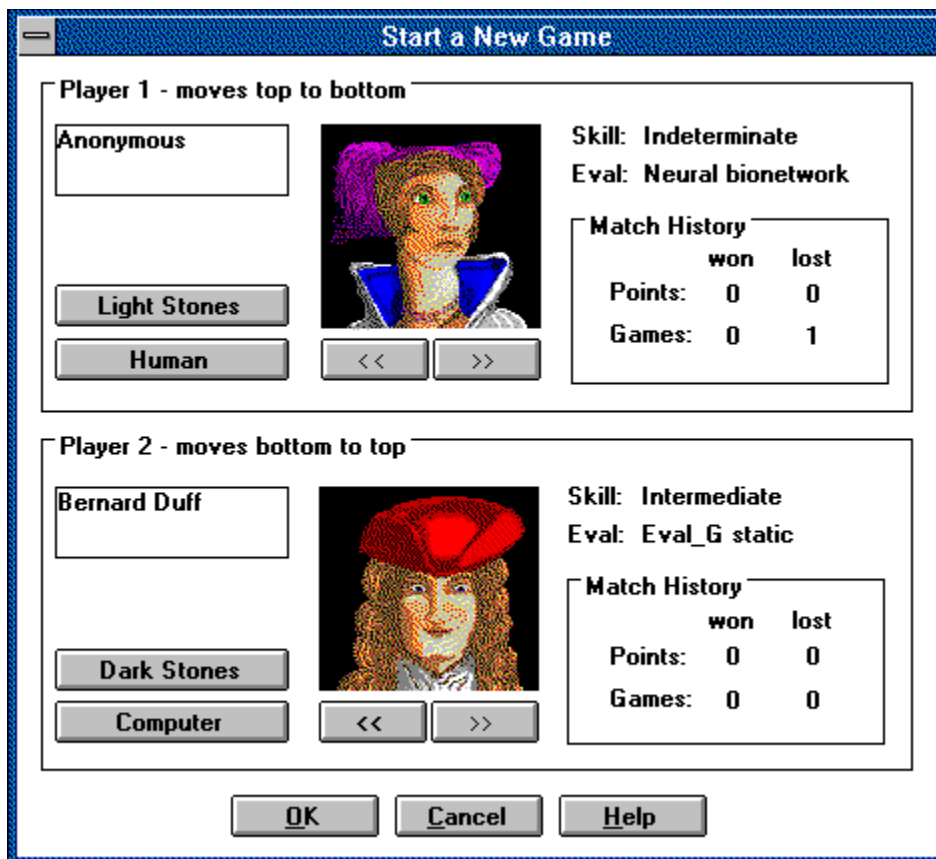 Start a New Game
Player 1 - moves top to bottom
Anonymous
Skill: Indeterminate
Eval: Neural bionetwork
Match History
won lost
Points: 0 0
Games: 0 1
Light Stones
Human
<< >>
Player 2 - moves bottom to top
Bernard Duff
Skill: Intermediate
Eval: Eval_G static
Match History
won lost
Points: 0 0
Games: 0 0
Dark Stones
Computer
<< >>
OK Cancel Help